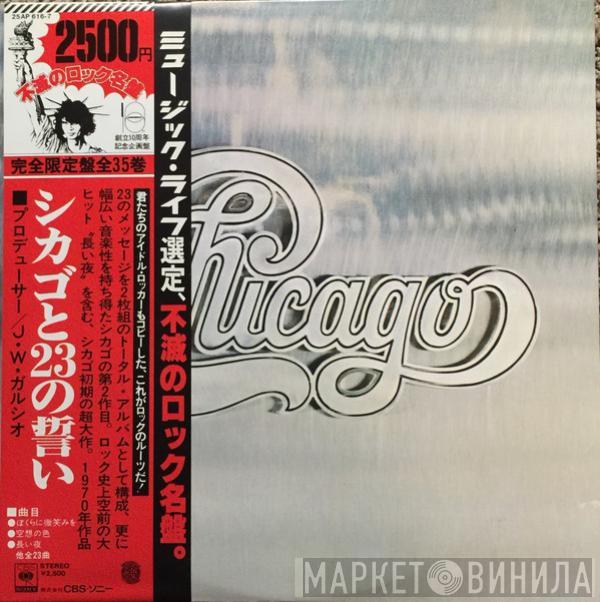 25AP 616-7
2500円
不滅のロック名盤
10
創立10周年
記念企画盤
完全限定盤全35巻
ミュージック・ライフ選定、不滅のロック名盤。
君たちのアイドル・ロッカーもコピーした、これがロックのルーツだ!
23のメッセージを2枚組のトータル・アルバムとして構成、更に
幅広い音楽性を持ち得たシカゴの第2作目。ロック史上空前の大
ヒット〝長い夜〟を含む、シカゴ初期の超大作。1970年作品
シカゴと23の誓い
■プロデューサー/J・W・ガルシオ
■曲目
●ぼくらに微笑みを
●空想の色
●長い夜
他全23曲
CBS
SONY
STEREO
¥2,500
株式会社CBS・ソニー
Chicago
МАРКЕТ ВИНИЛА